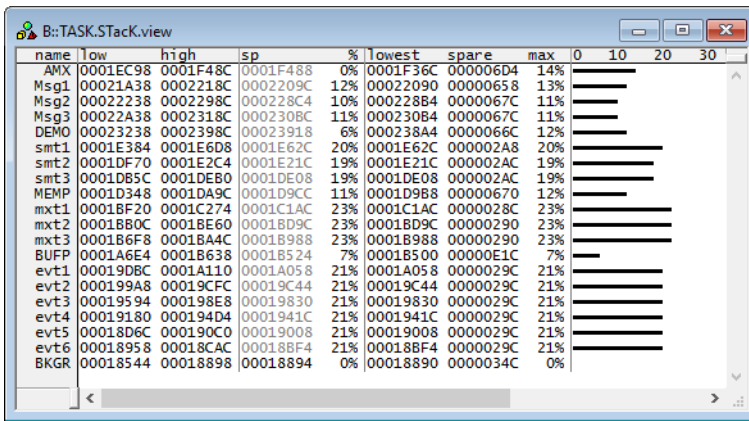 B::TASK.STacK.view
name low high sp % lowest spare max 0 10 20 30
AMX 0001EC98 0001F48C 0001F488 0% 0001F36C 000006D4 14%
Msg1 00021A38 0002218C 0002209C 12% 00022090 00000658 13%
Msg2 00022238 0002298C 000228C4 10% 000228B4 0000067C 11%
Msg3 00022A38 0002318C 000230BC 11% 000230B4 0000067C 11%
DEMO 00023238 0002398C 00023918 6% 000238A4 0000066C 12%
smt1 0001E384 0001E6D8 0001E62C 20% 0001E62C 000002A8 20%
smt2 0001DF70 0001E2C4 0001E21C 19% 0001E21C 000002AC 19%
smt3 0001DB5C 0001DEB0 0001DE08 19% 0001DE08 000002AC 19%
MEMP 0001D348 0001DA9C 0001D9CC 11% 0001D9B8 00000670 12%
mxt1 0001BF20 0001C274 0001C1AC 23% 0001C1AC 0000028C 23%
mxt2 0001BB0C 0001BE60 0001BD9C 23% 0001BD9C 00000290 23%
mxt3 0001B6F8 0001BA4C 0001B988 23% 0001B988 00000290 23%
BUFP 0001A6E4 0001B638 0001B524 7% 0001B500 00000E1C 7%
evt1 00019DBC 0001A110 0001A058 21% 0001A058 0000029C 21%
evt2 000199A8 00019CFC 00019C44 21% 00019C44 0000029C 21%
evt3 00019594 000198E8 00019830 21% 00019830 0000029C 21%
evt4 00019180 000194D4 0001941C 21% 0001941C 0000029C 21%
evt5 00018D6C 000190C0 00019008 21% 00019008 0000029C 21%
evt6 00018958 00018CAC 00018BF4 21% 00018BF4 0000029C 21%
BKGR 00018544 00018898 00018894 0% 00018890 0000034C 0%